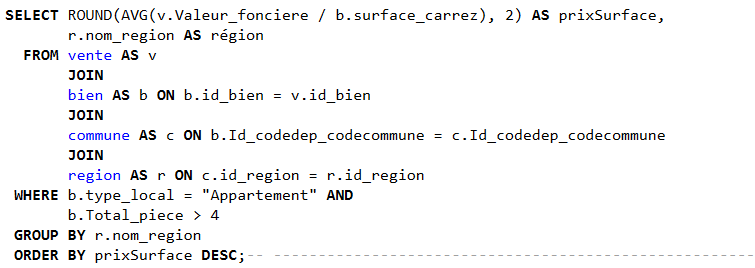 SELECT ROUND(AVG(v.Valeur_fonciere / b.surface_carrez), 2) AS prixSurface,
r.nom_region AS région
FROM vente AS v
JOIN
bien AS b ON b.id_bien = v.id_bien
JOIN
commune AS c ON b.Id_codedep_codecommune = c.Id_codedep_codecommune
JOIN
region AS r ON c.id_region = r.id_region
WHERE b.type_local = "Appartement" AND
b.Total_piece > 4
GROUP BY r.nom_region
ORDER BY prixSurface DESC;-- ------------------------------------------------